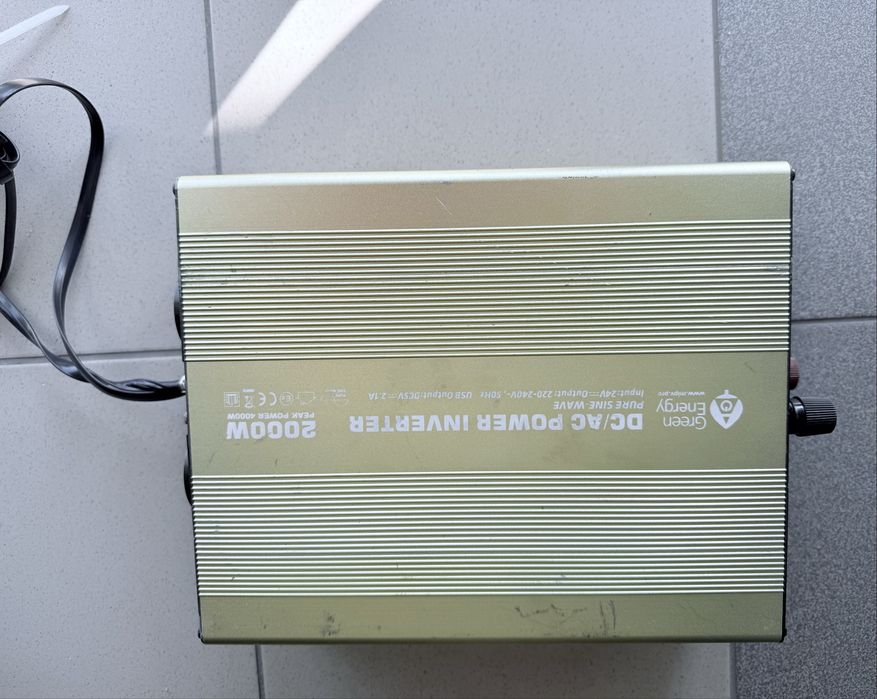 Green
Energy
www.mipv.pro
DC/AC POWER INVERTER
PURE SINE WAVE
Input: 24V Output: 220-240V~, 50Hz USB Output:DC5V 2.1A
2000W
PEAK POWER 4000W
CE